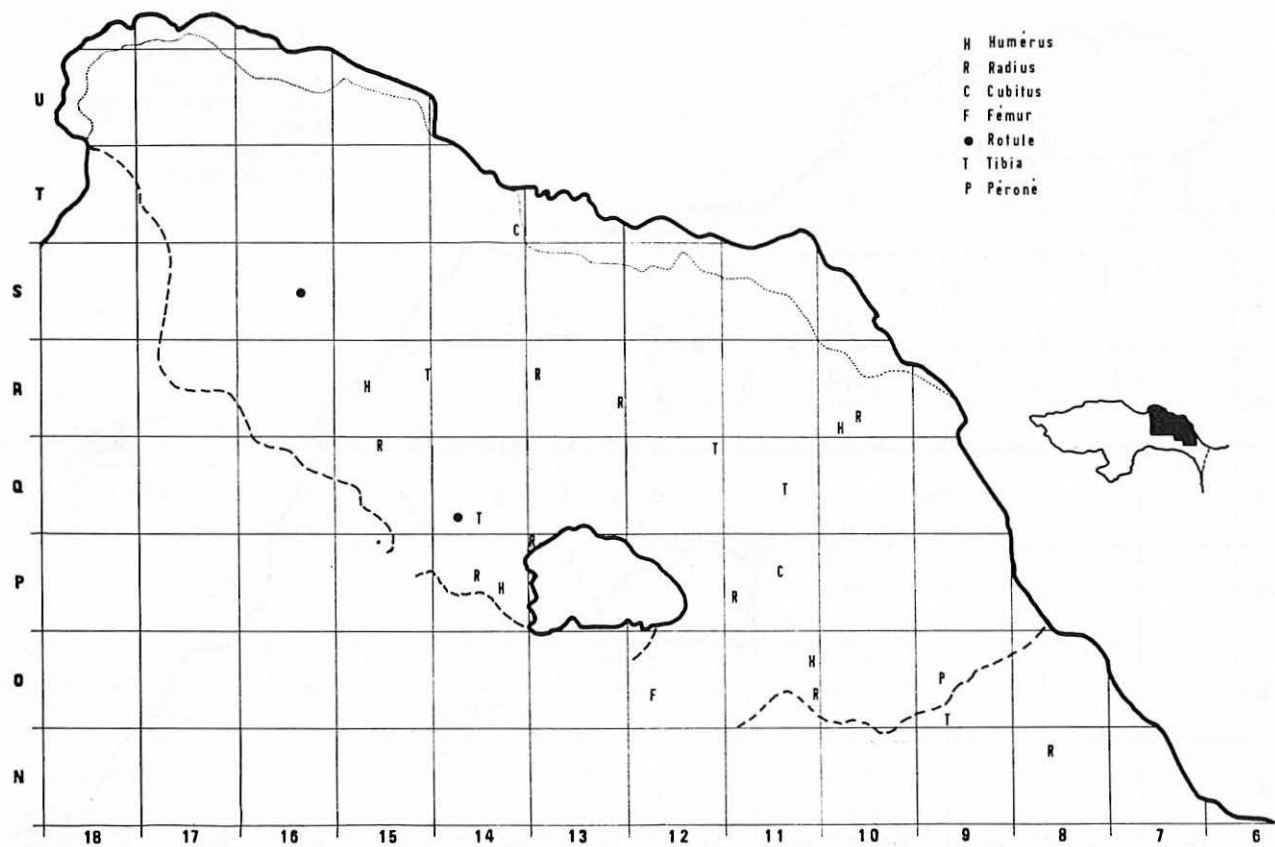 H Humérus
R Radius
C Cubitus
F Fémur
● Rotule
T Tibia
P Péroné
U
T
C
S
R
H T R
R
H R
R
T
Q
T
T
R
P
R H
C
R
O
H
R
P
F
T
N
R
18 17 16 15 14 13 12 11 10 9 8 7 6